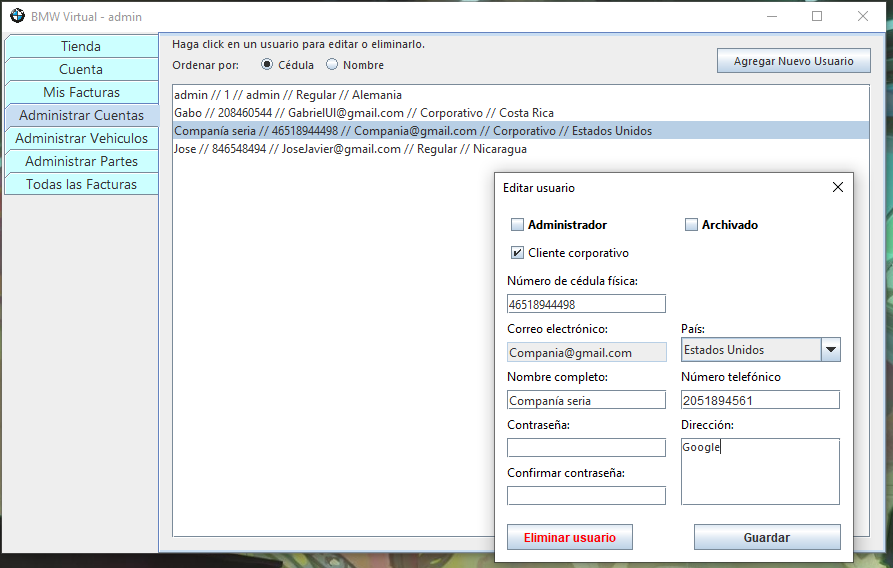 BMW Virtual - admin
Tienda
Cuenta
Mis Facturas
Administrar Cuentas
Administrar Vehiculos
Administrar Partes
Todas las Facturas
Haga click en un usuario para editar o eliminarlo.
Ordenar por: Cédula Nombre
Agregar Nuevo Usuario
admin // 1 // admin // Regular // Alemania
Gabo // 208460544 // GabrielUl@gmail.com // Corporativo // Costa Rica
Companía seria // 46518944498 // Compania@gmail.com // Corporativo // Estados Unidos
Jose // 846548494 // JoseJavier@gmail.com // Regular // Nicaragua
Editar usuario
Administrador Archivado
Cliente corporativo
Número de cédula física:
46518944498
Correo electrónico: País:
Compania@gmail.com Estados Unidos
Nombre completo: Número telefónico
Companía seria 2051894561
Contraseña: Dirección:
Google
Confirmar contraseña:
Eliminar usuario Guardar